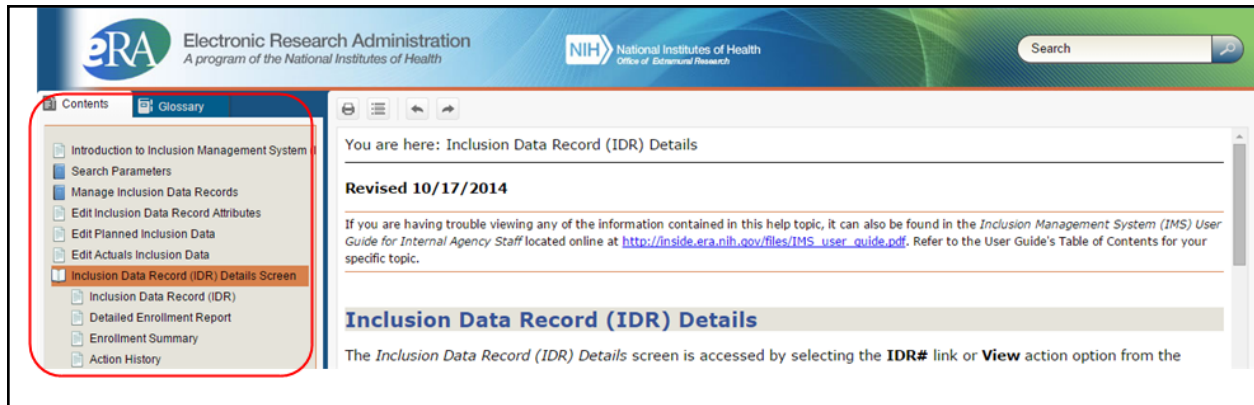 eRA
Electronic Research Administration
A program of the National Institutes of Health
NIH
National Institutes of Health
Office of Extramural Research
Search
Contents
Glossary
Introduction to Inclusion Management System
Search Parameters
Manage Inclusion Data Records
Edit Inclusion Data Record Attributes
Edit Planned Inclusion Data
Edit Actuals Inclusion Data
Inclusion Data Record (IDR) Details Screen
Inclusion Data Record (IDR)
Detailed Enrollment Report
Enrollment Summary
Action History
You are here: Inclusion Data Record (IDR) Details
Revised 10/17/2014
If you are having trouble viewing any of the information contained in this help topic, it can also be found in the Inclusion Management System (IMS) User
Guide for Internal Agency Staff located online at http://inside.era.nih.gov/files/IMS_user_guide.pdf. Refer to the User Guide's Table of Contents for your
specific topic.
Inclusion Data Record (IDR) Details
The Inclusion Data Record (IDR) Details screen is accessed by selecting the IDR# link or View action option from the